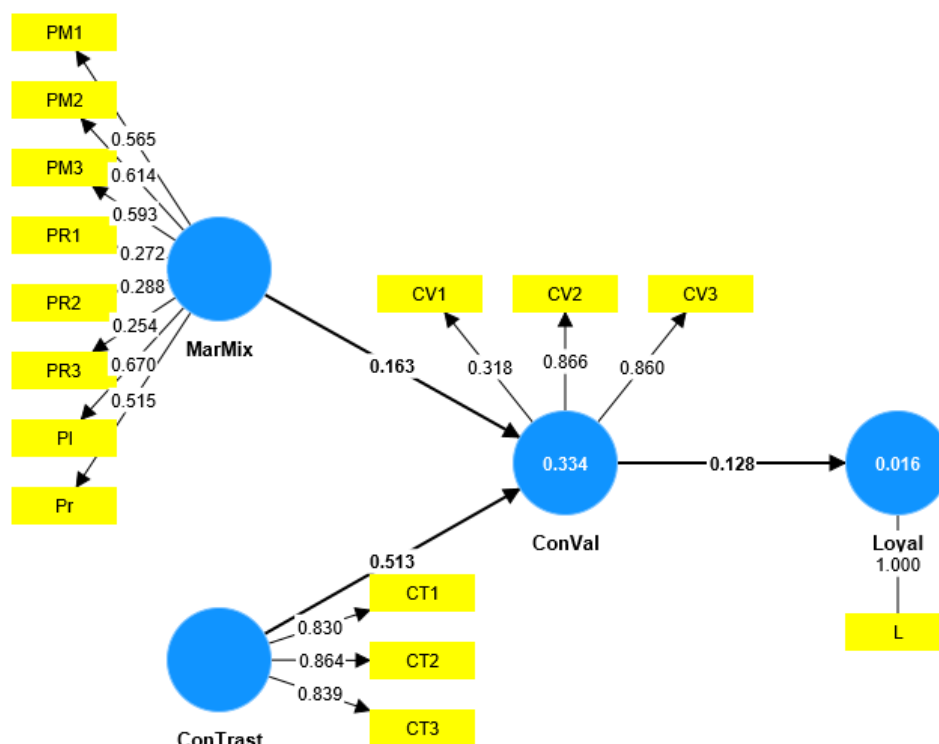 PM1
PM2
PM3
PR1
PR2
PR3
Pl
Pr
0.565
0.614
0.593
0.272
0.288
0.254
0.670
0.515
MarMix
0.163
CV1
CV2
CV3
0.318
0.866
0.860
0.334
ConVal
0.128
0.016
Loyal
1.000
L
0.513
CT1
CT2
CT3
0.830
0.864
0.839
ConTrast